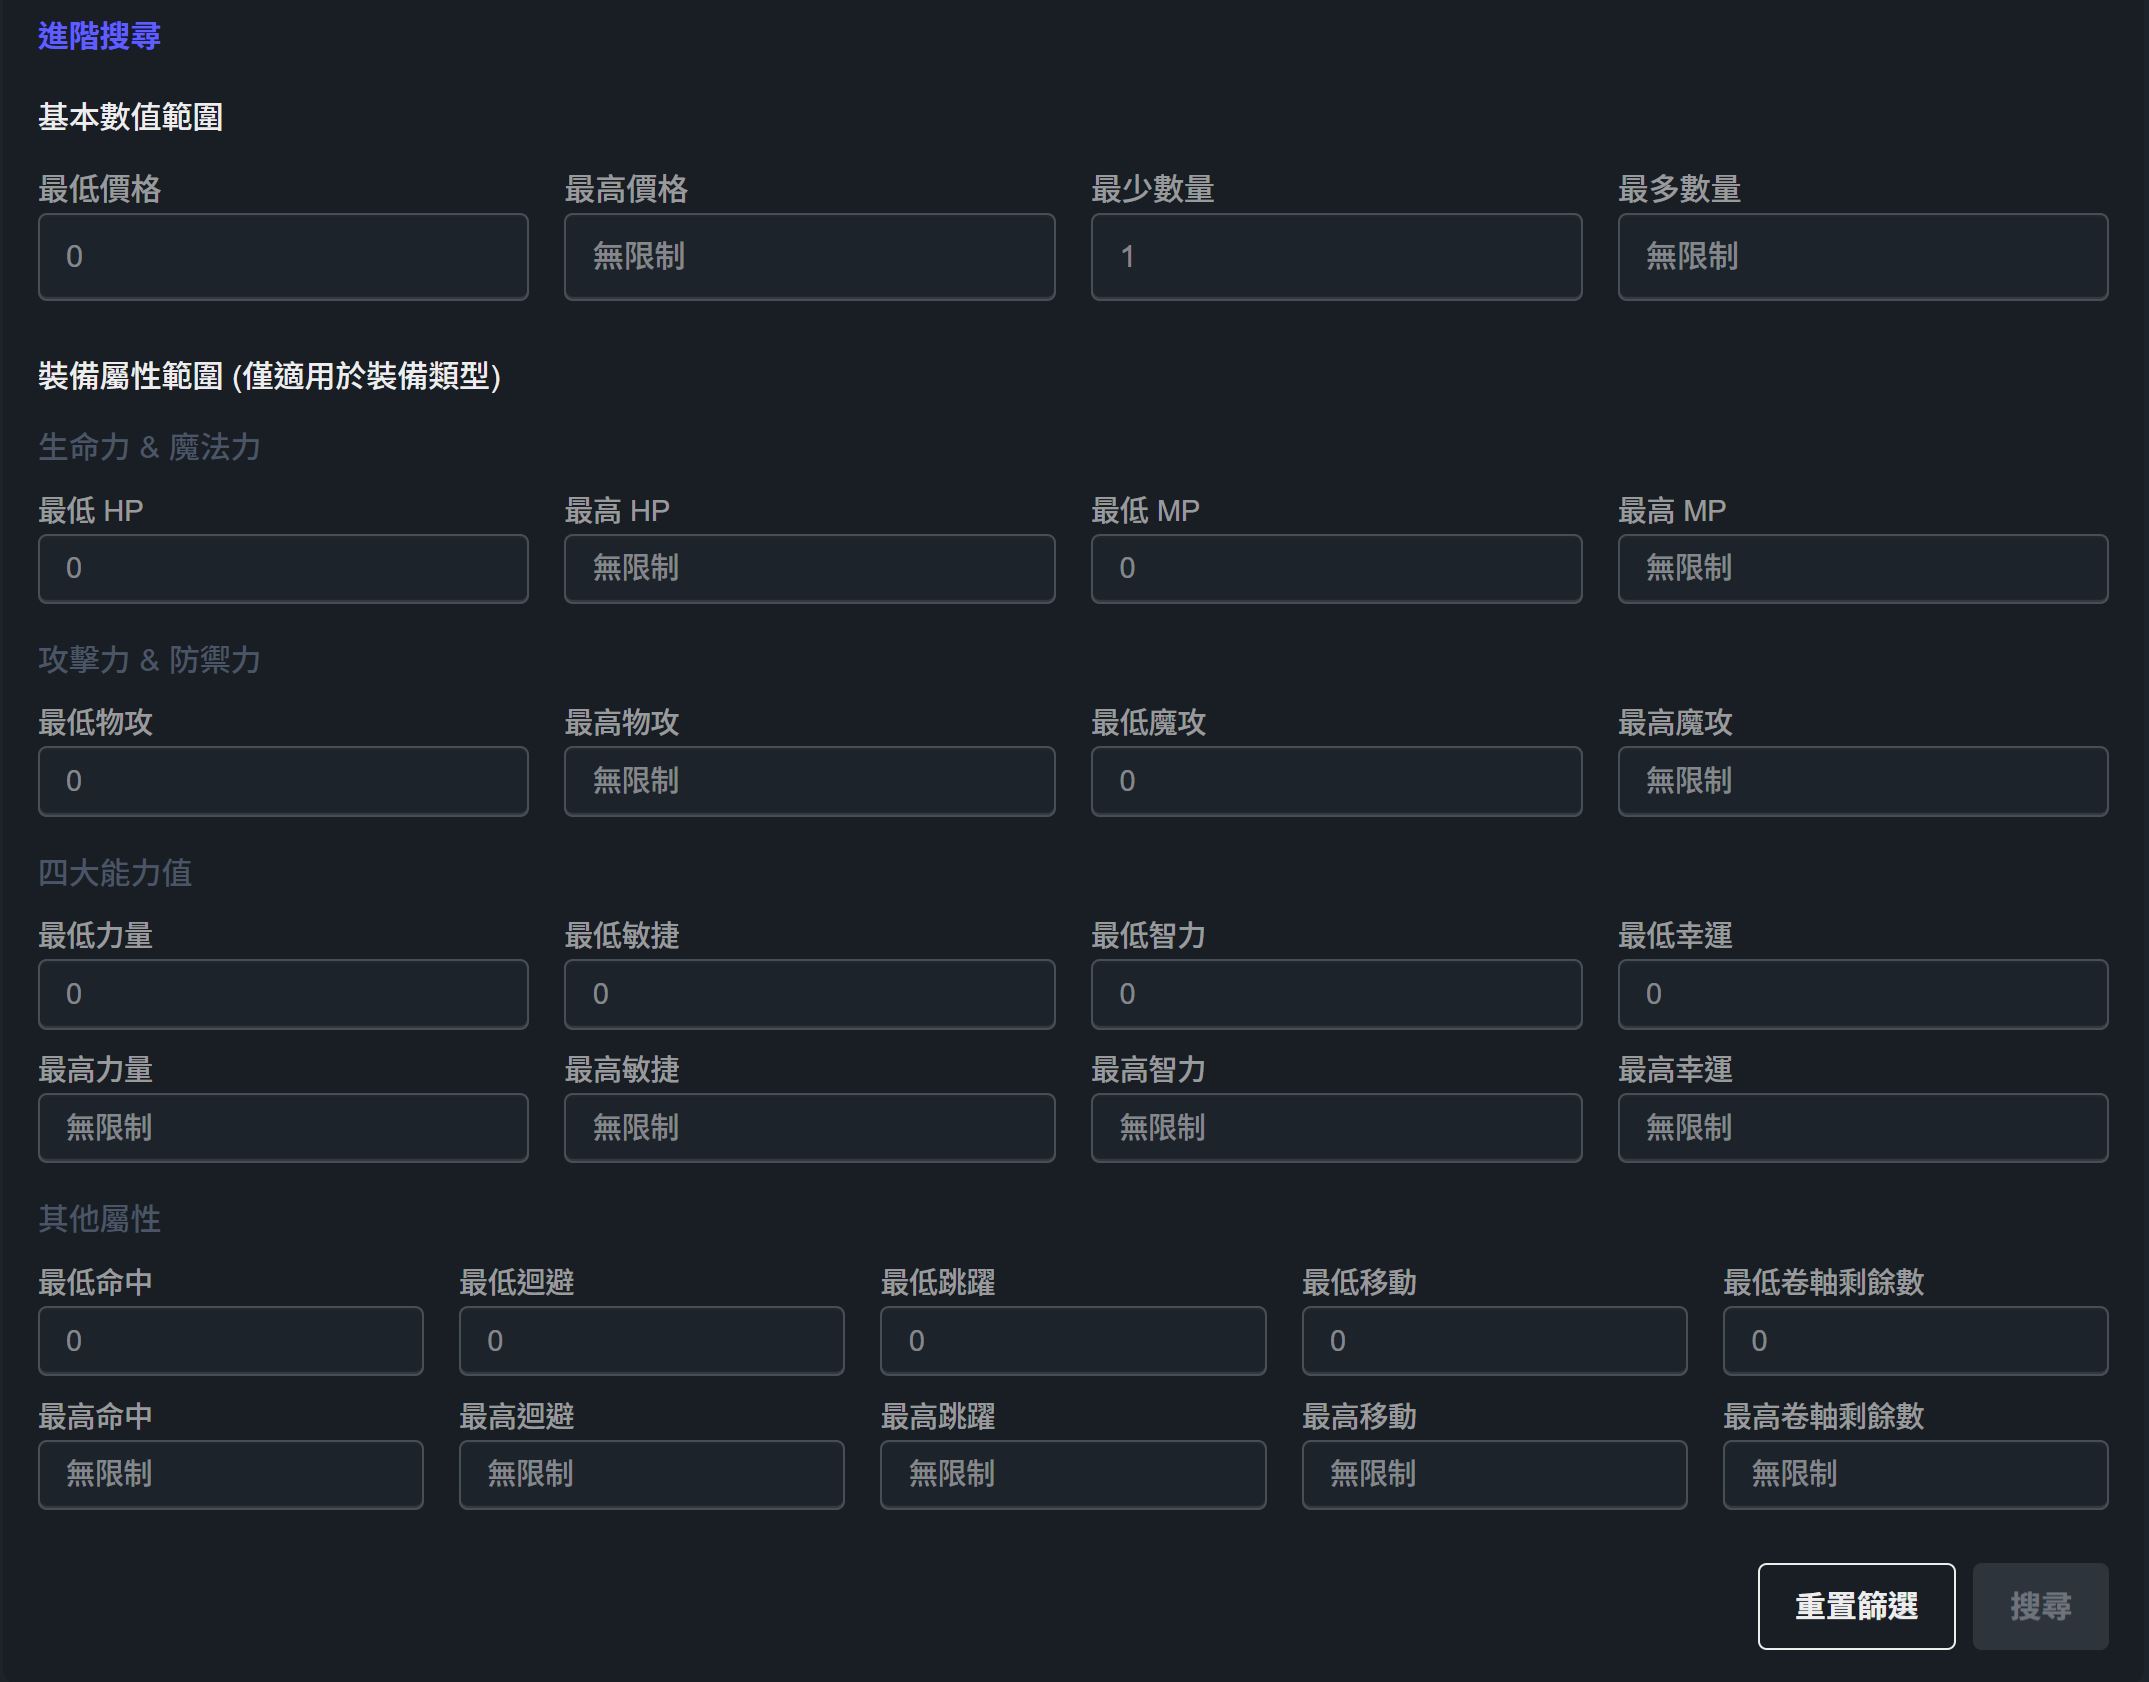 進階搜尋
基本數值範圍
最低價格 最高價格 最少數量 最多數量
0 無限制 1 無限制
裝備屬性範圍 (僅適用於裝備類型)
生命力 & 魔法力
最低 HP 最高 HP 最低 MP 最高 MP
0 無限制 0 無限制
攻擊力 & 防禦力
最低物攻 最高物攻 最低魔攻 最高魔攻
0 無限制 0 無限制
四大能力值
最低力量 最低敏捷 最低智力 最低幸運
0 0 0 0
最高力量 最高敏捷 最高智力 最高幸運
無限制 無限制 無限制 無限制
其他屬性
最低命中 最低迴避 最低跳躍 最低移動 最低卷軸剩餘數
0 0 0 0 0
最高命中 最高迴避 最高跳躍 最高移動 最高卷軸剩餘數
無限制 無限制 無限制 無限制 無限制
重置篩選 搜尋